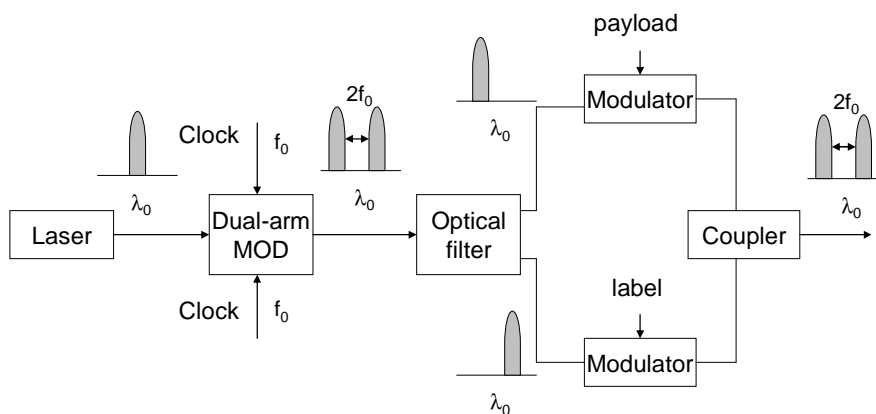 payload
Modulator
2f₀
λ₀
Clock
f₀
2f₀
λ₀
λ₀
λ₀
Laser
Dual-arm
MOD
Optical
filter
Coupler
Clock
f₀
label
Modulator
λ₀